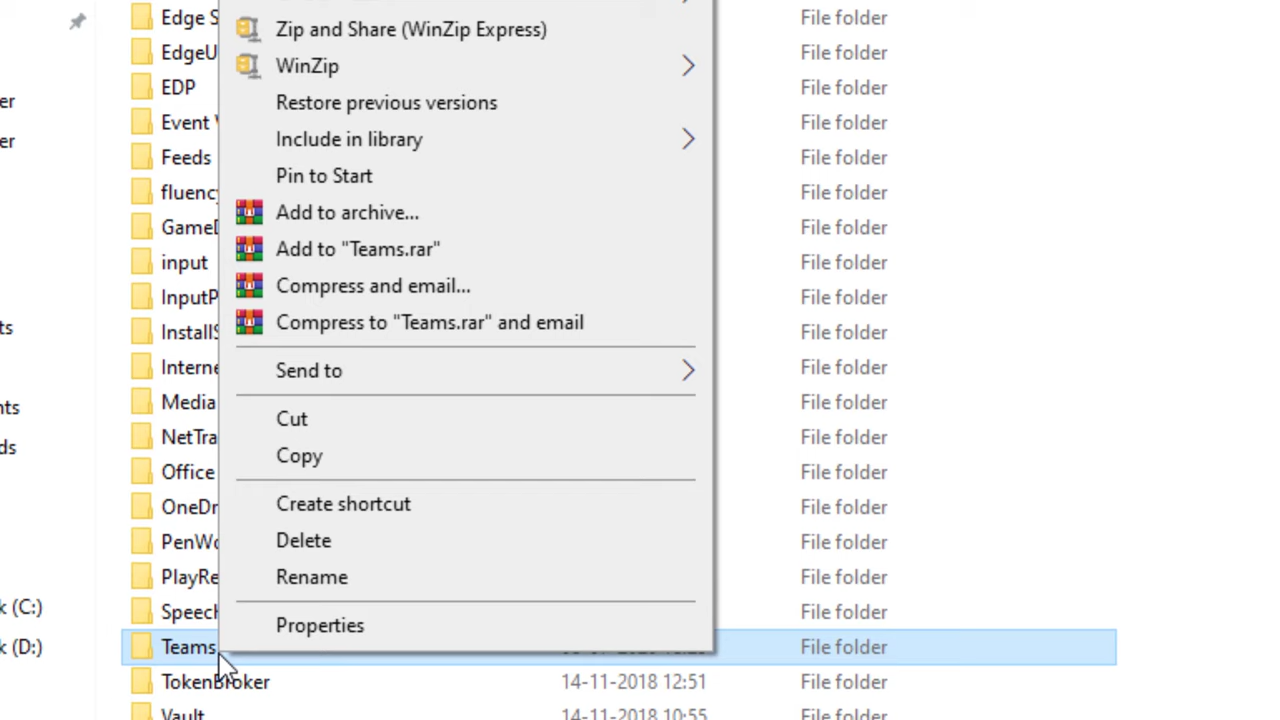 Edge S
File folder
Zip and Share (WinZip Express)
EdgeU
File folder
WinZip
EDP
File folder
er
Restore previous versions
Event
File folder
er
Include in library
Feeds
File folder
Pin to Start
fluenc
File folder
Add to archive...
GameD
File folder
Add to "Teams.rar"
input
File folder
Compress and email...
InputP
File folder
ts
Compress to "Teams.rar" and email
InstallS
File folder
Send to
Interne
File folder
nts
Media
File folder
Cut
NetTra
File folder
ds
Copy
Office
File folder
Create shortcut
OneDr
File folder
Delete
PenWo
File folder
Rename
PlayRe
File folder
k (C:)
Speech
File folder
Properties
k (D:)
Teams
File folder
TokenBroker
14-11-2018 12:51
File folder
Vault
14-11-2018 10:55
File folder